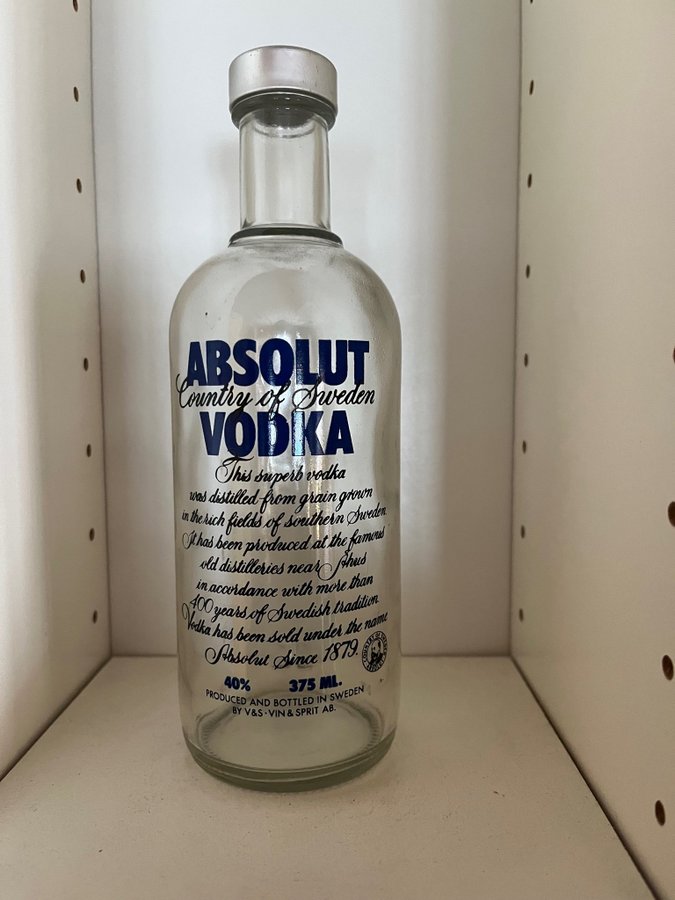 ABSOLUT
Country of Sweden
VODKA
This superb vodka
was distilled from grain grown
in the rich fields of southern Sweden.
It has been produced at the famous
old distilleries near Åhus
in accordance with more than
400 years of Swedish tradition.
Vodka has been sold under the name
Absolut Since 1879.
40% 375 ML.
PRODUCED AND BOTTLED IN SWEDEN
BY V&S·VIN & SPRIT AB.